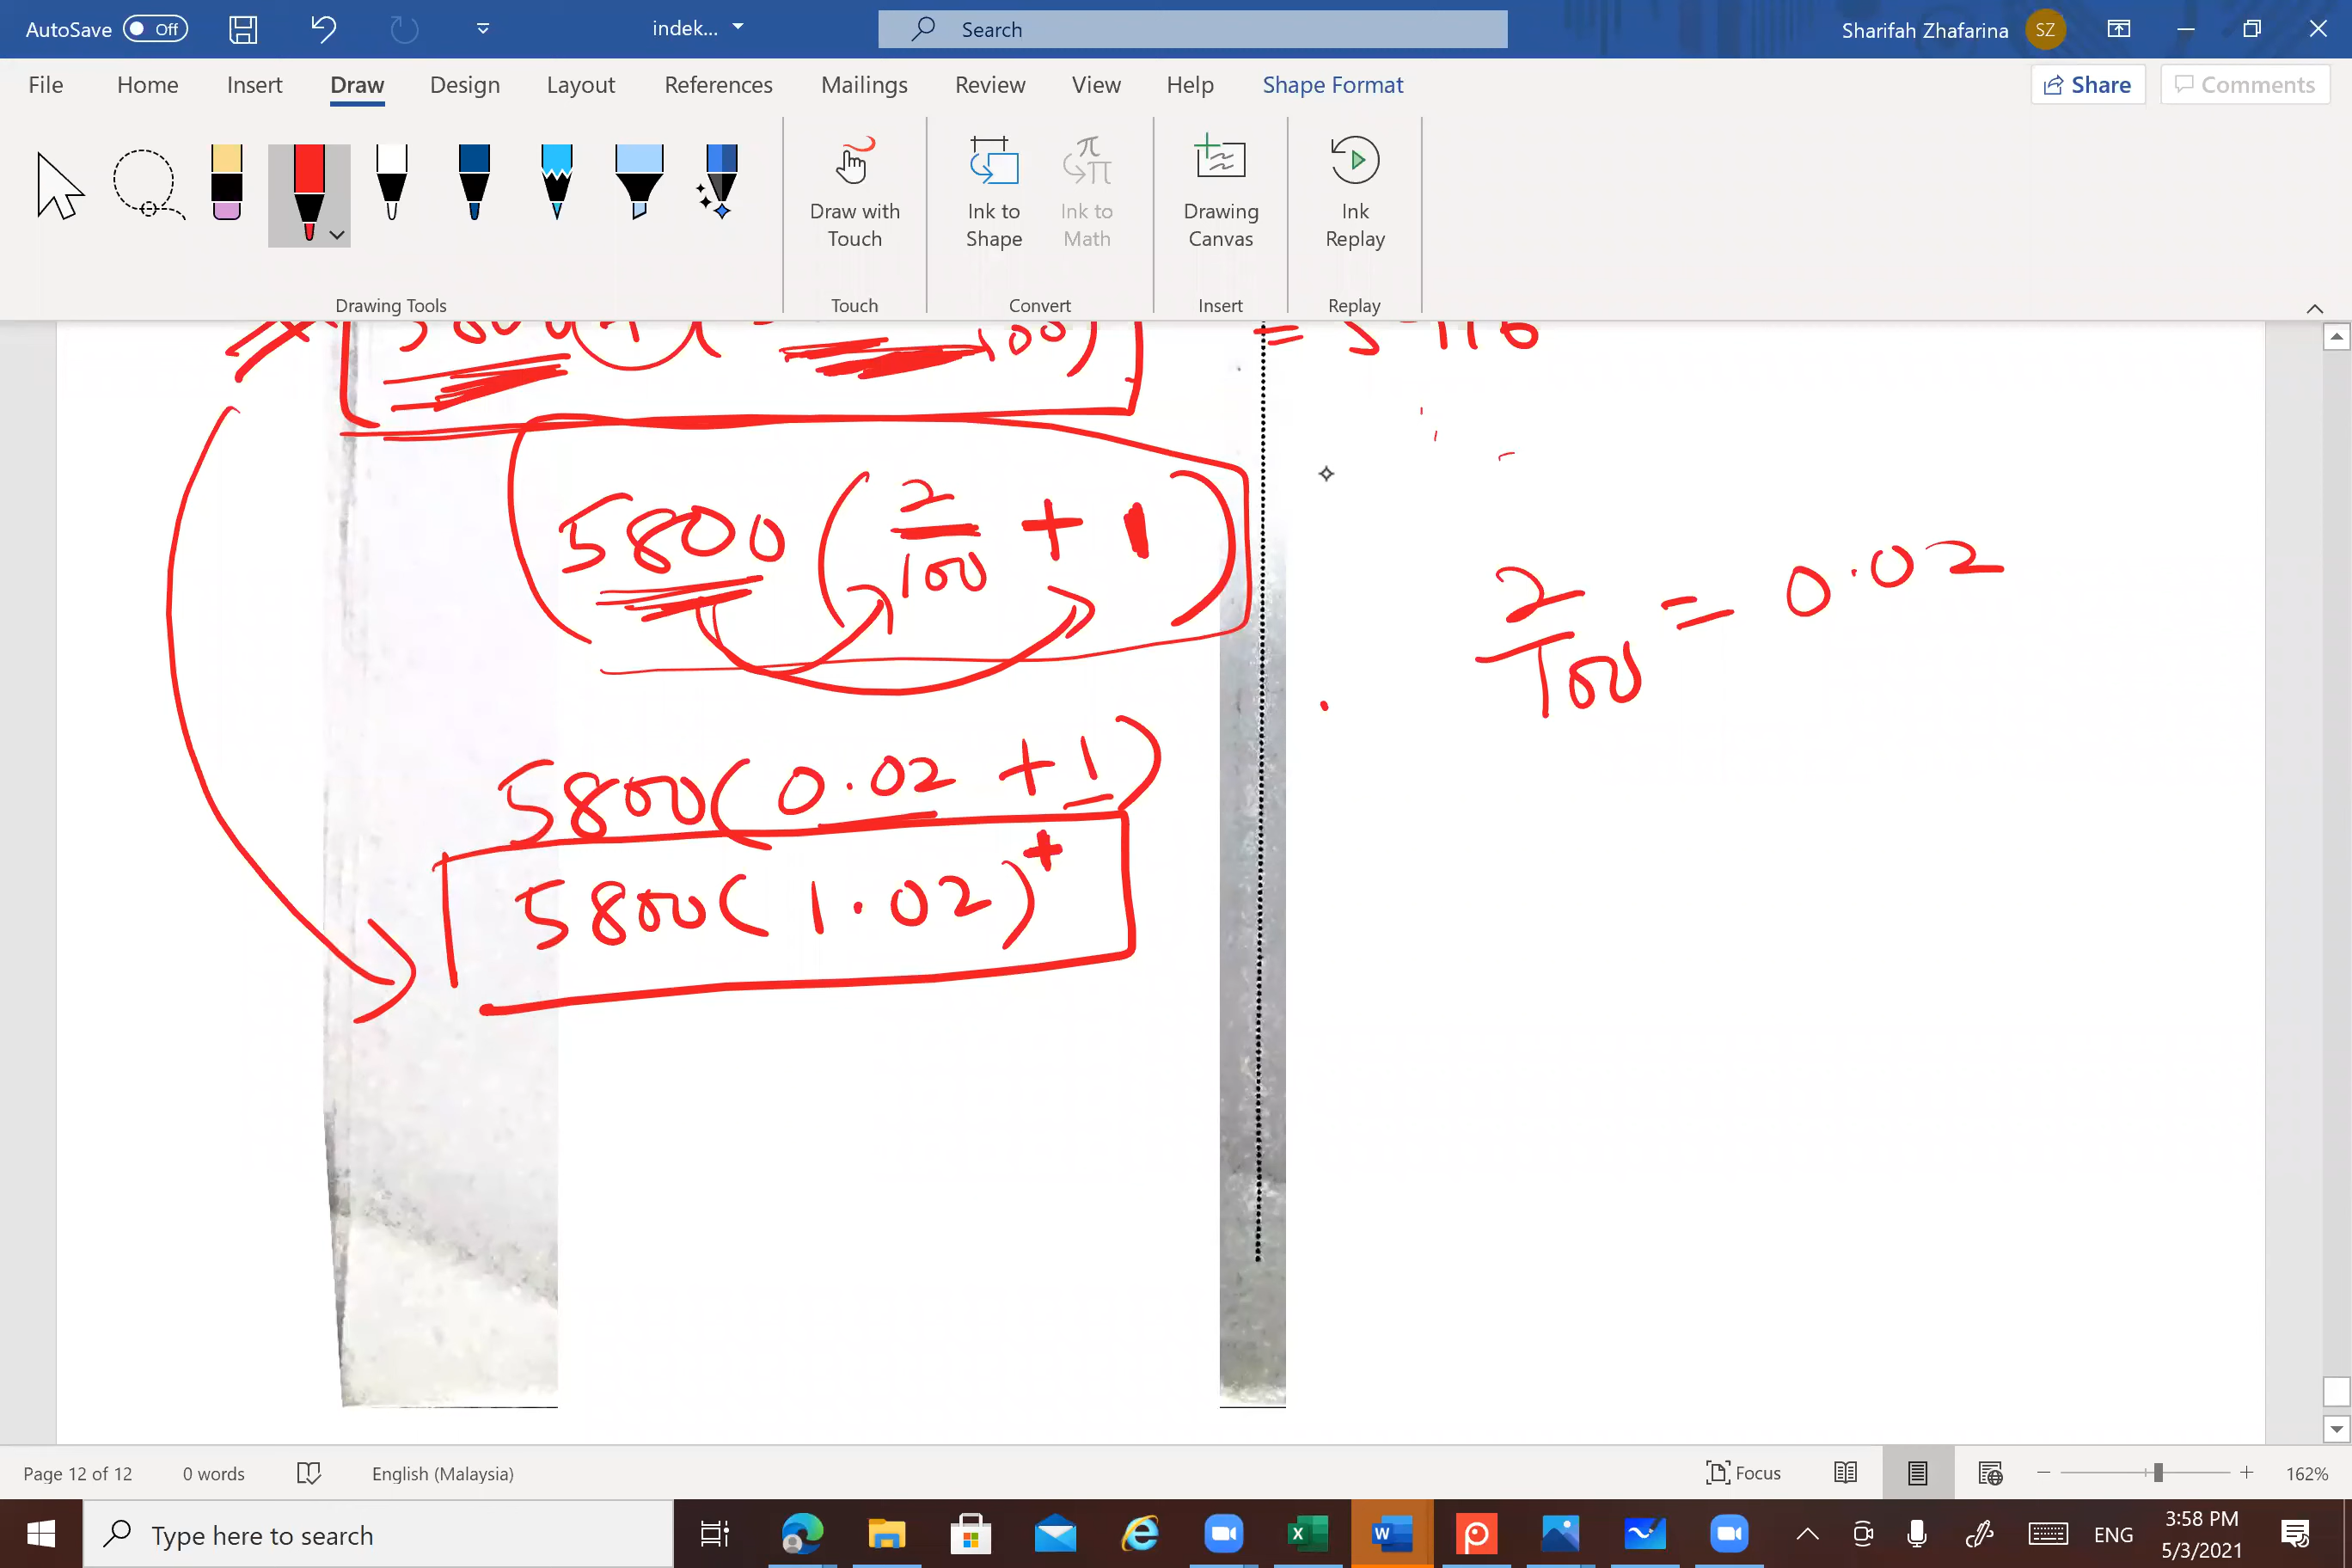 AutoSave Off indek... Search Sharifah Zhafarina SZ
File Home Insert Draw Design Layout References Mailings Review View Help Shape Format Share Comments
Draw with Touch
Ink to Shape
Ink to Math
Drawing Canvas
Ink Replay
Drawing Tools Touch Convert Insert Replay
5800 ( 2/100 + 1 )
2/100 = 0.02
5800( 0.02 + 1 )
5800( 1.02 )
Page 12 of 12 0 words English (Malaysia) Focus 162%
Type here to search ENG 3:58 PM
5/3/2021